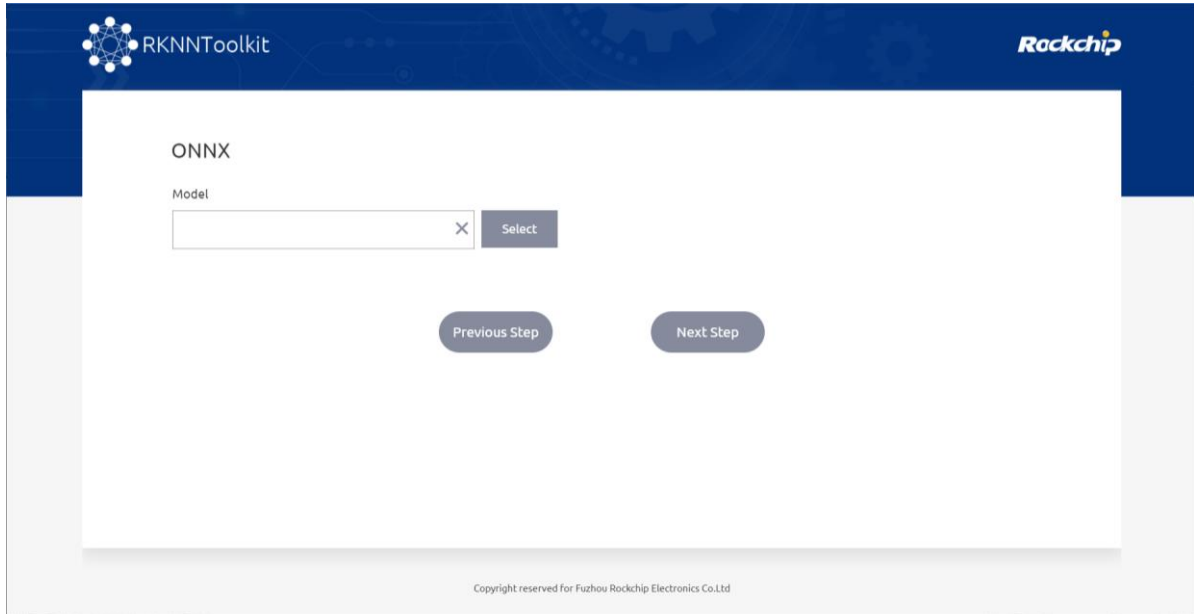 RKNNToolkit
Rockchip
ONNX
Model
Select
Previous Step
Next Step
Copyright reserved for Fuzhou Rockchip Electronics Co.Ltd